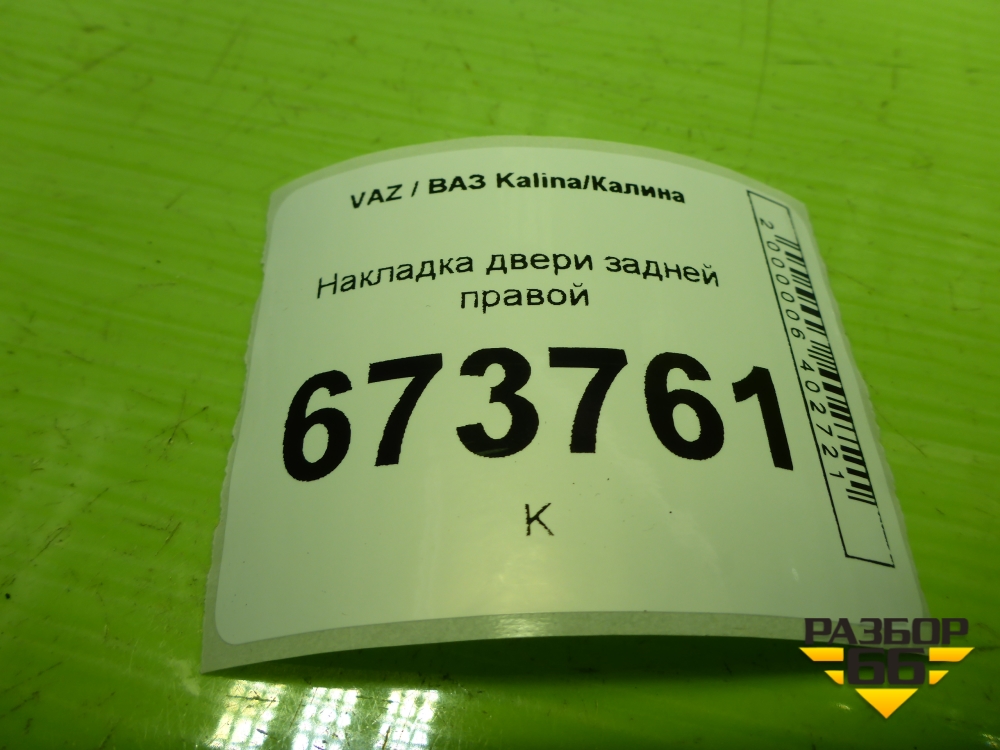 VAZ / ВАЗ Kalina/Калина
Накладка двери задней
правой
673761
К
2000006402721
РАЗБОР
66